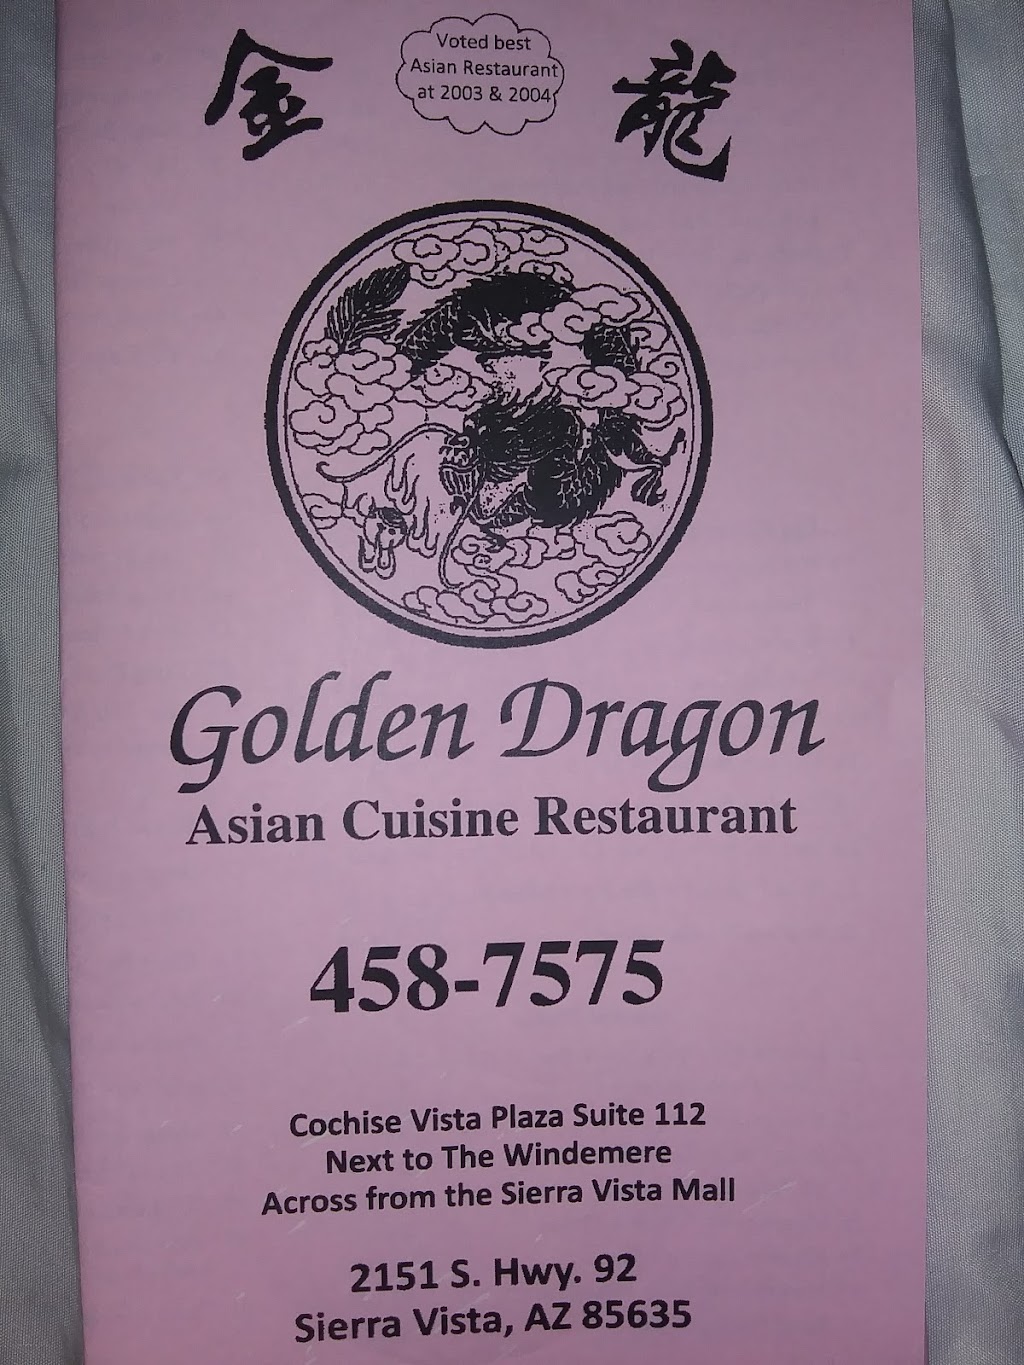 金 龍
Voted best
Asian Restaurant
at 2003 & 2004
Golden Dragon
Asian Cuisine Restaurant
458-7575
Cochise Vista Plaza Suite 112
Next to The Windemere
Across from the Sierra Vista Mall
2151 S. Hwy. 92
Sierra Vista, AZ 85635